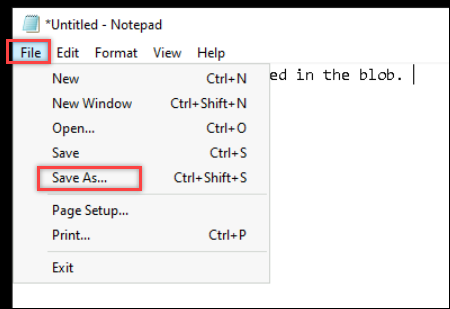 *Untitled - Notepad
File Edit Format View Help
New Ctrl+N
ed in the blob.
New Window Ctrl+Shift+N
Open... Ctrl+O
Save Ctrl+S
Save As... Ctrl+Shift+S
Page Setup...
Print... Ctrl+P
Exit